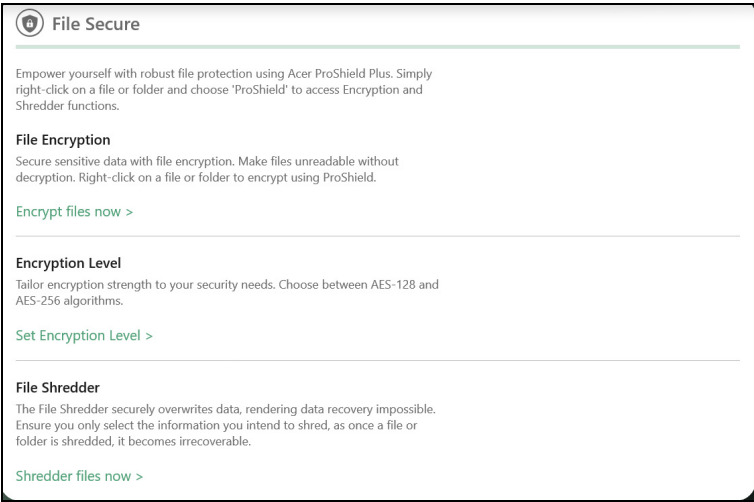 File Secure
Empower yourself with robust file protection using Acer ProShield Plus. Simply
right-click on a file or folder and choose 'ProShield' to access Encryption and
Shredder functions.
File Encryption
Secure sensitive data with file encryption. Make files unreadable without
decryption. Right-click on a file or folder to encrypt using ProShield.
Encrypt files now >
Encryption Level
Tailor encryption strength to your security needs. Choose between AES-128 and
AES-256 algorithms.
Set Encryption Level >
File Shredder
The File Shredder securely overwrites data, rendering data recovery impossible.
Ensure you only select the information you intend to shred, as once a file or
folder is shredded, it becomes irrecoverable.
Shredder files now >